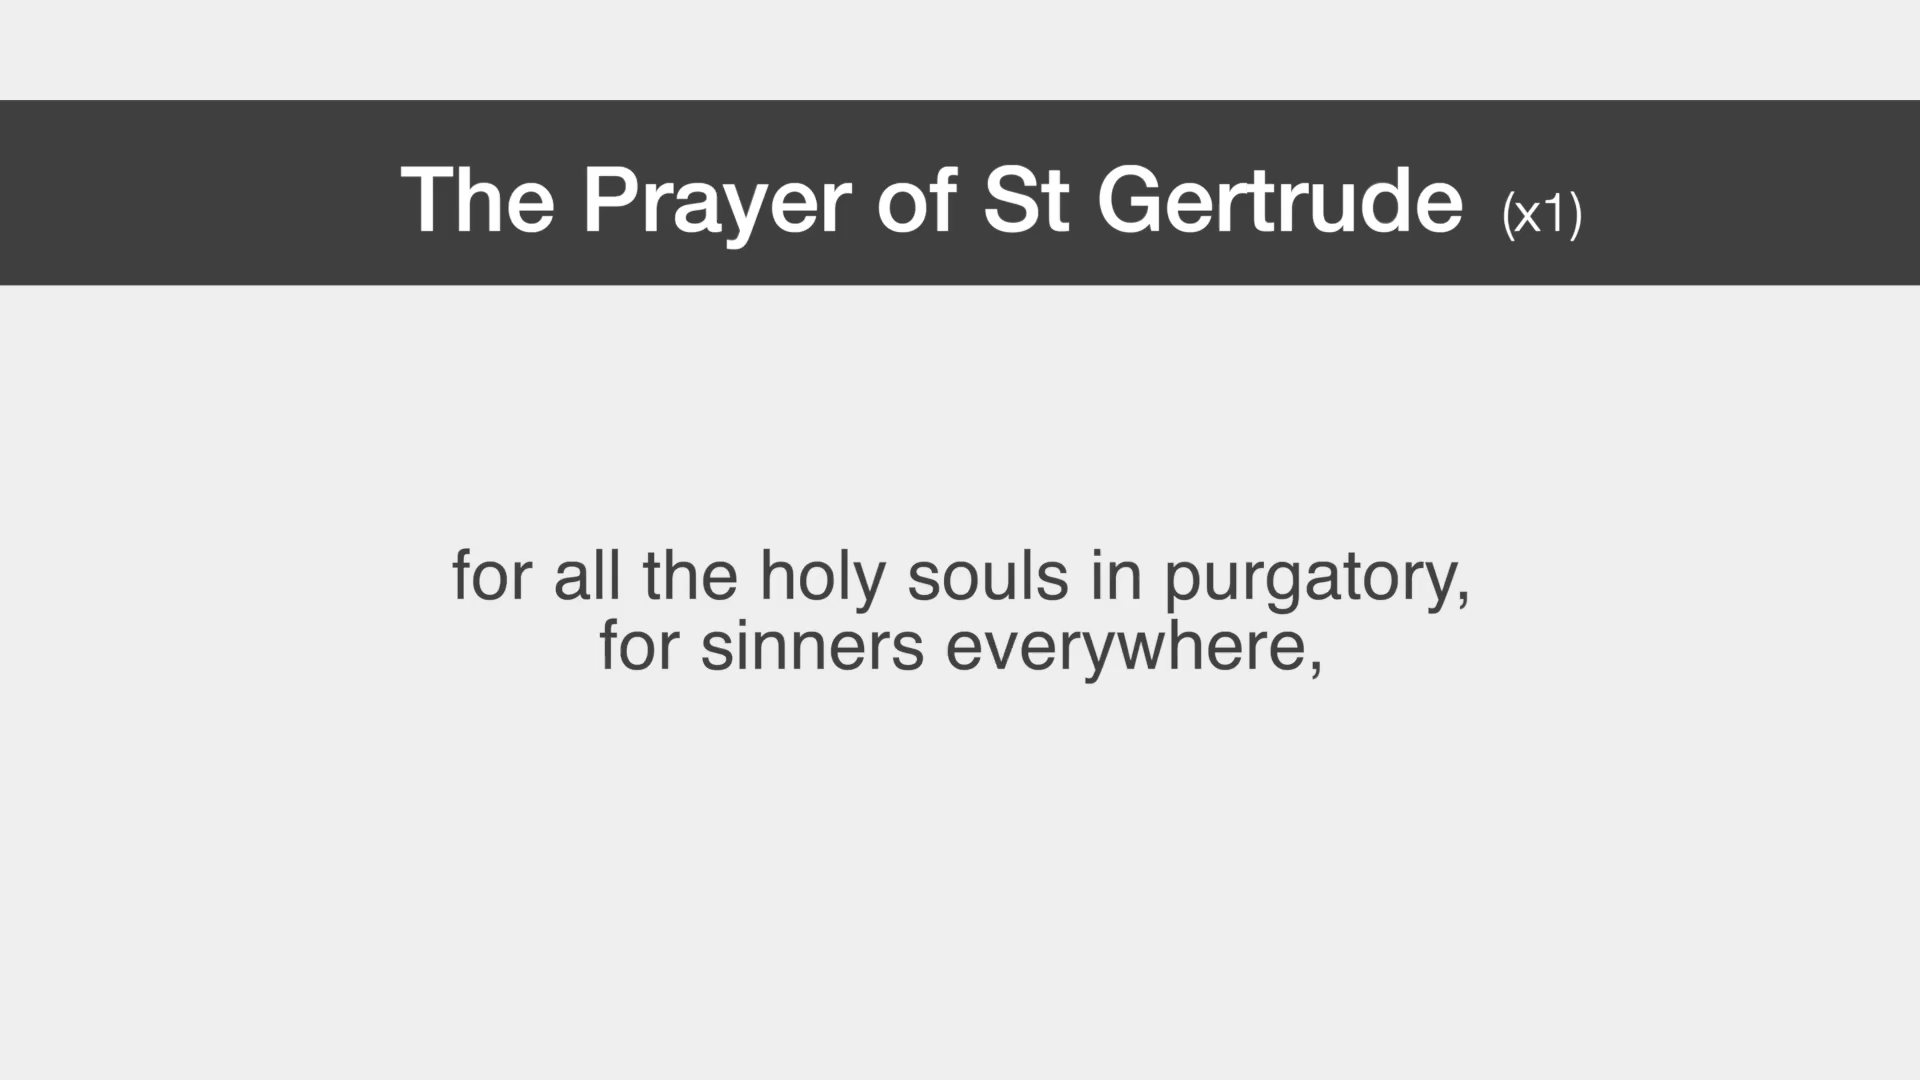 The Prayer of St Gertrude (x1)
for all the holy souls in purgatory,
for sinners everywhere,